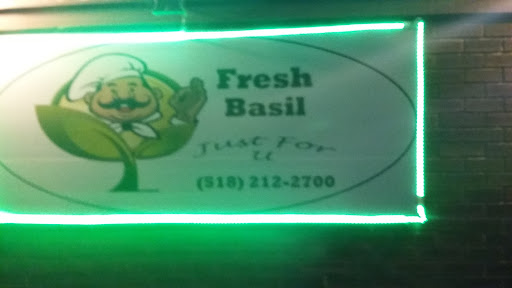 Fresh
Basil
Just For
U
(518) 212-2700